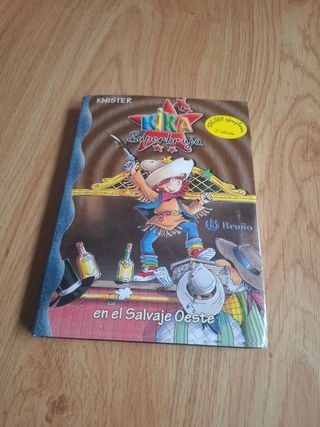 KNISTER
KIKA
Superbruja
Bruño
en el Salvaje Oeste